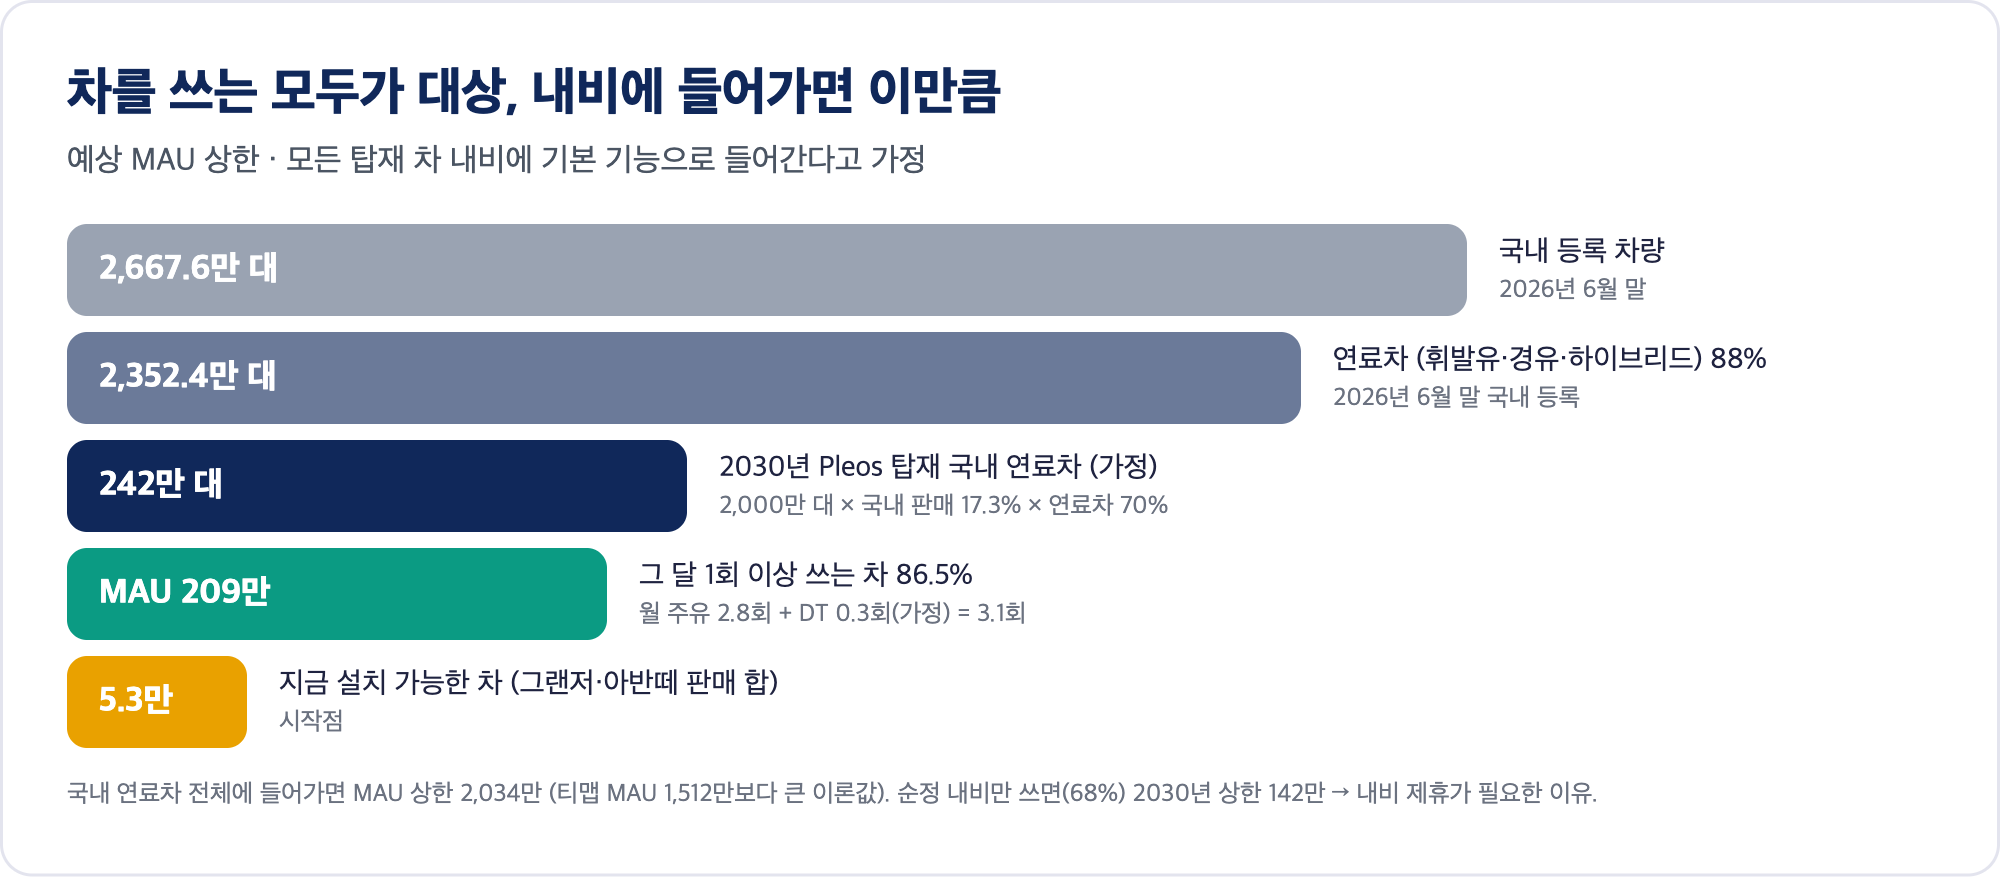 차를 쓰는 모두가 대상, 내비에 들어가면 이만큼
예상 MAU 상한 · 모든 탑재 차 내비에 기본 기능으로 들어간다고 가정
2,667.6만 대
국내 등록 차량
2026년 6월 말
2,352.4만 대
연료차 (휘발유·경유·하이브리드) 88%
2026년 6월 말 국내 등록
242만 대
2030년 Pleos 탑재 국내 연료차 (가정)
2,000만 대 × 국내 판매 17.3% × 연료차 70%
MAU 209만
그 달 1회 이상 쓰는 차 86.5%
월 주유 2.8회 + DT 0.3회(가정) = 3.1회
5.3만
지금 설치 가능한 차 (그랜저·아반떼 판매 합)
시작점
국내 연료차 전체에 들어가면 MAU 상한 2,034만 (티맵 MAU 1,512만보다 큰 이론값). 순정 내비만 쓰면(68%) 2030년 상한 142만 → 내비 제휴가 필요한 이유.